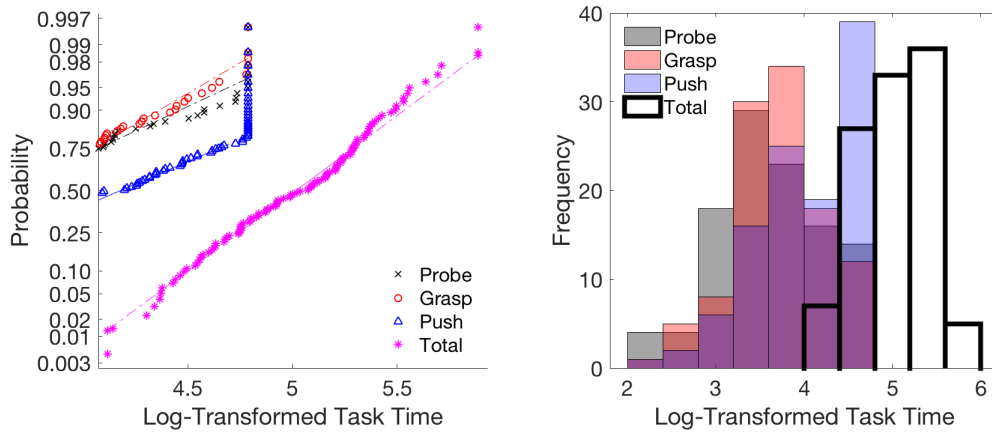 0.997
0.99
0.98
0.95
0.90
0.75
0.50
0.25
0.10
0.05
0.02
0.01
0.003
Probability
4.5
5
5.5
Log-Transformed Task Time
Probe
Grasp
Push
Total
40
30
20
10
0
Frequency
2
3
4
5
6
Log-Transformed Task Time
Probe
Grasp
Push
Total